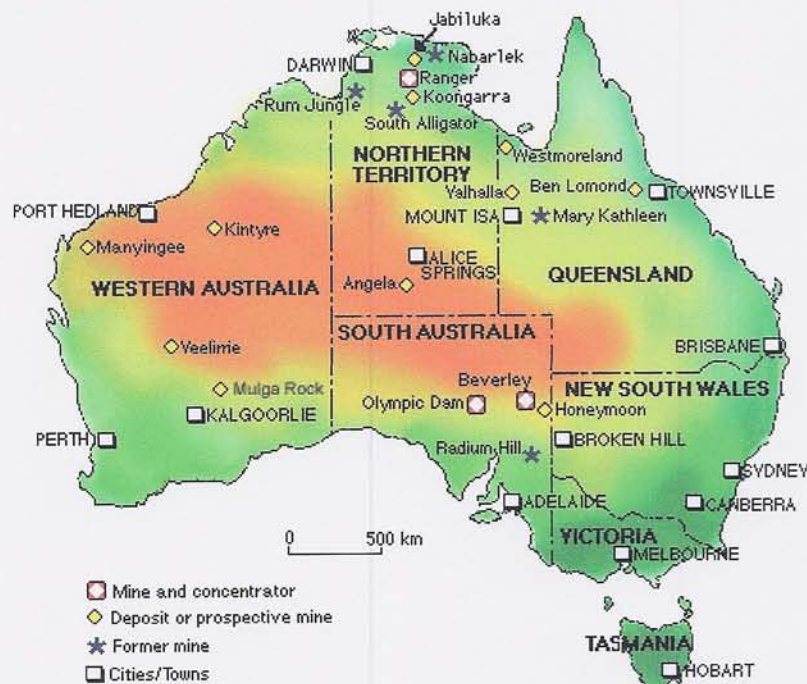 Jabiluka
DARWIN
Nabarlek
Ranger
Rum Jungle
Koongarra
South Alligator
NORTHERN
TERRITORY
Westmoreland
Valhalla
Ben Lomond
TOWNSVILLE
PORT HEDLAND
MOUNT ISA
Mary Kathleen
Kintyre
Manyingee
ALICE
SPRINGS
Angela
QUEENSLAND
WESTERN AUSTRALIA
SOUTH AUSTRALIA
Yeelirrie
BRISBANE
Mulga Rock
Beverley
NEW SOUTH WALES
Olympic Dam
Honeymoon
KALGOORLIE
PERTH
BROKEN HILL
Radium Hill
SYDNEY
ADELAIDE
CANBERRA
0 500 km
VICTORIA
MELBOURNE
Mine and concentrator
Deposit or prospective mine
Former mine
Cities/Towns
TASMANIA
HOBART